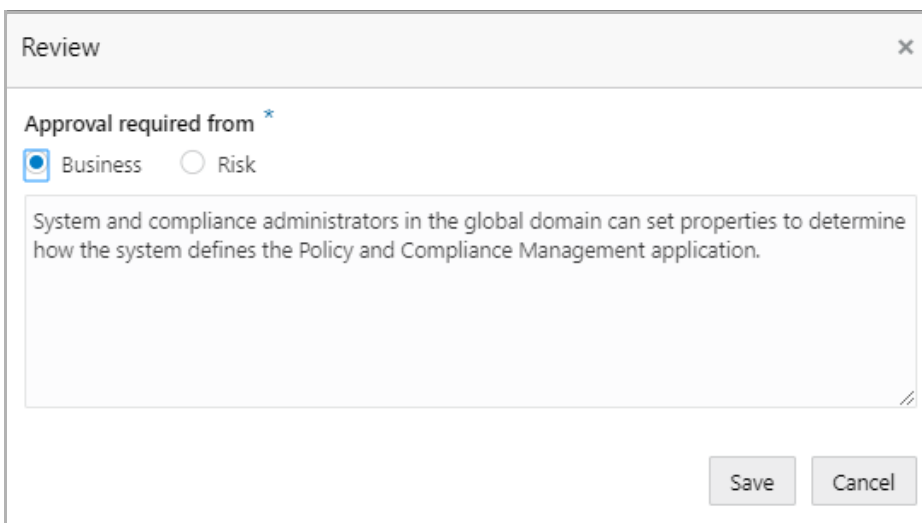 Review
Approval required from *
Business Risk
System and compliance administrators in the global domain can set properties to determine
how the system defines the Policy and Compliance Management application.
Save Cancel